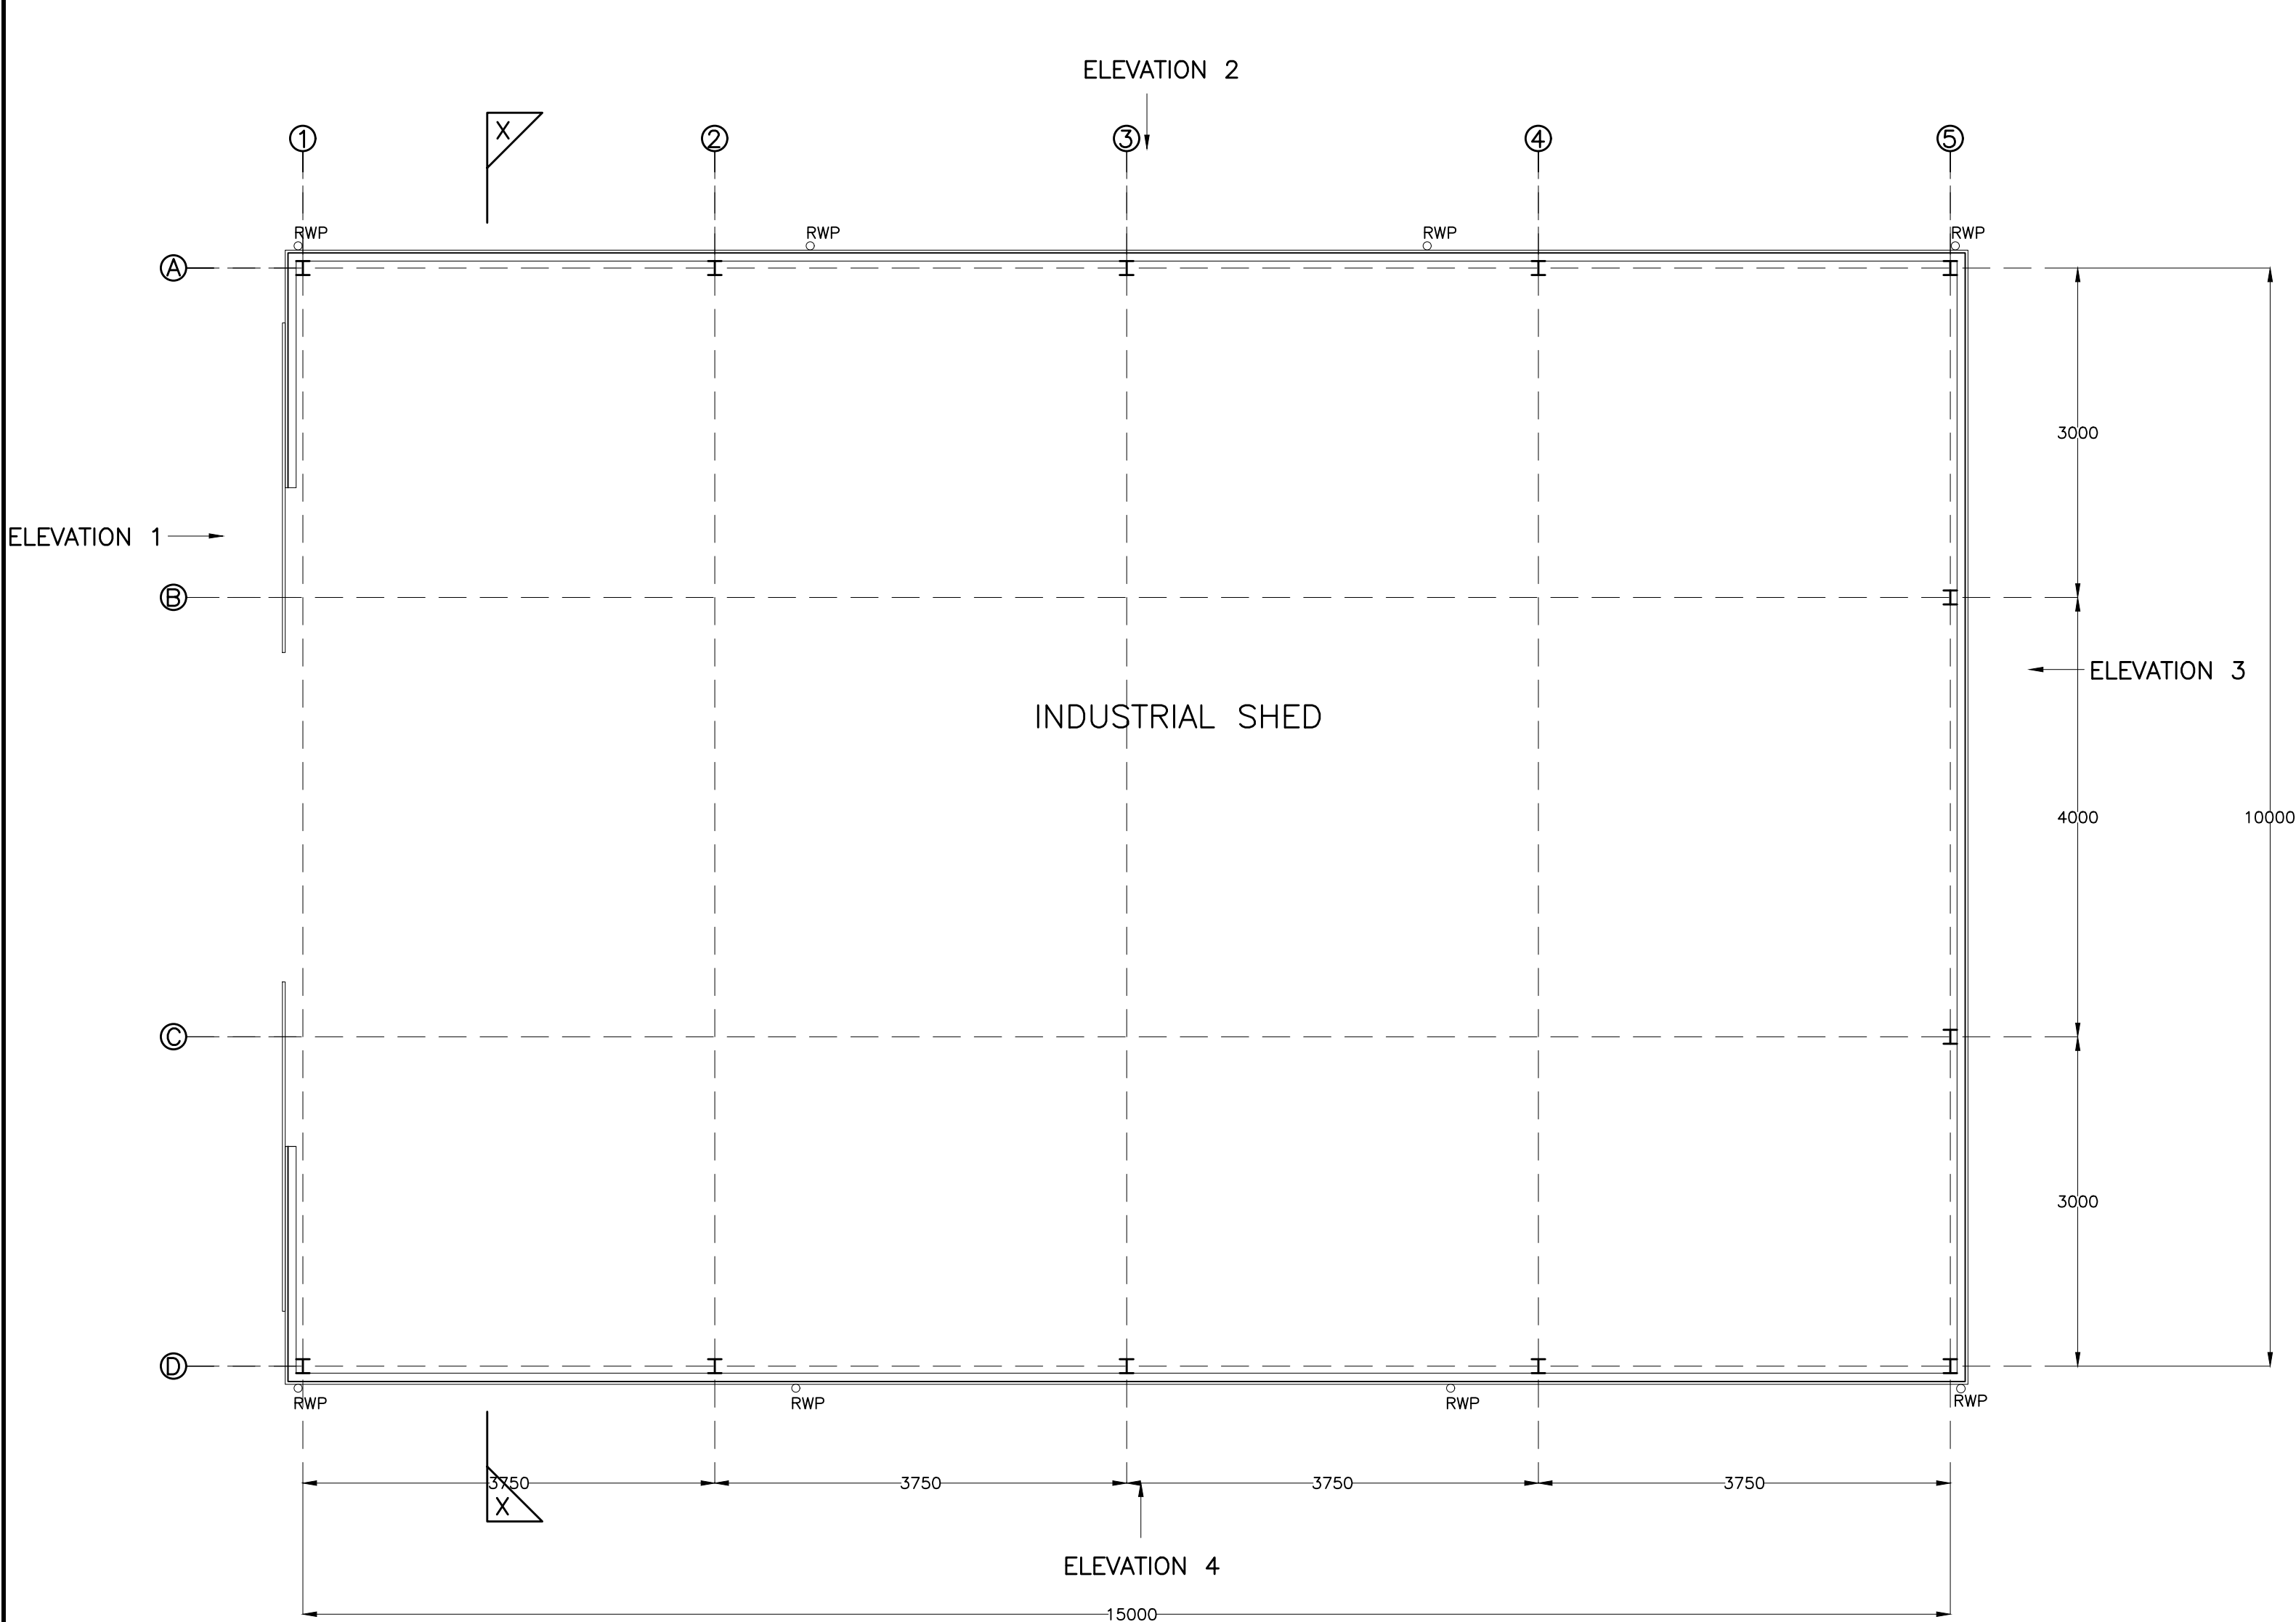 ELEVATION 2
X
1 2 3 4 5
RWP RWP RWP RWP
A
3000
ELEVATION 1
B
ELEVATION 3
INDUSTRIAL SHED
4000 10000
C
3000
D
RWP RWP RWP RWP
3750 3750 3750 3750
X
ELEVATION 4
15000